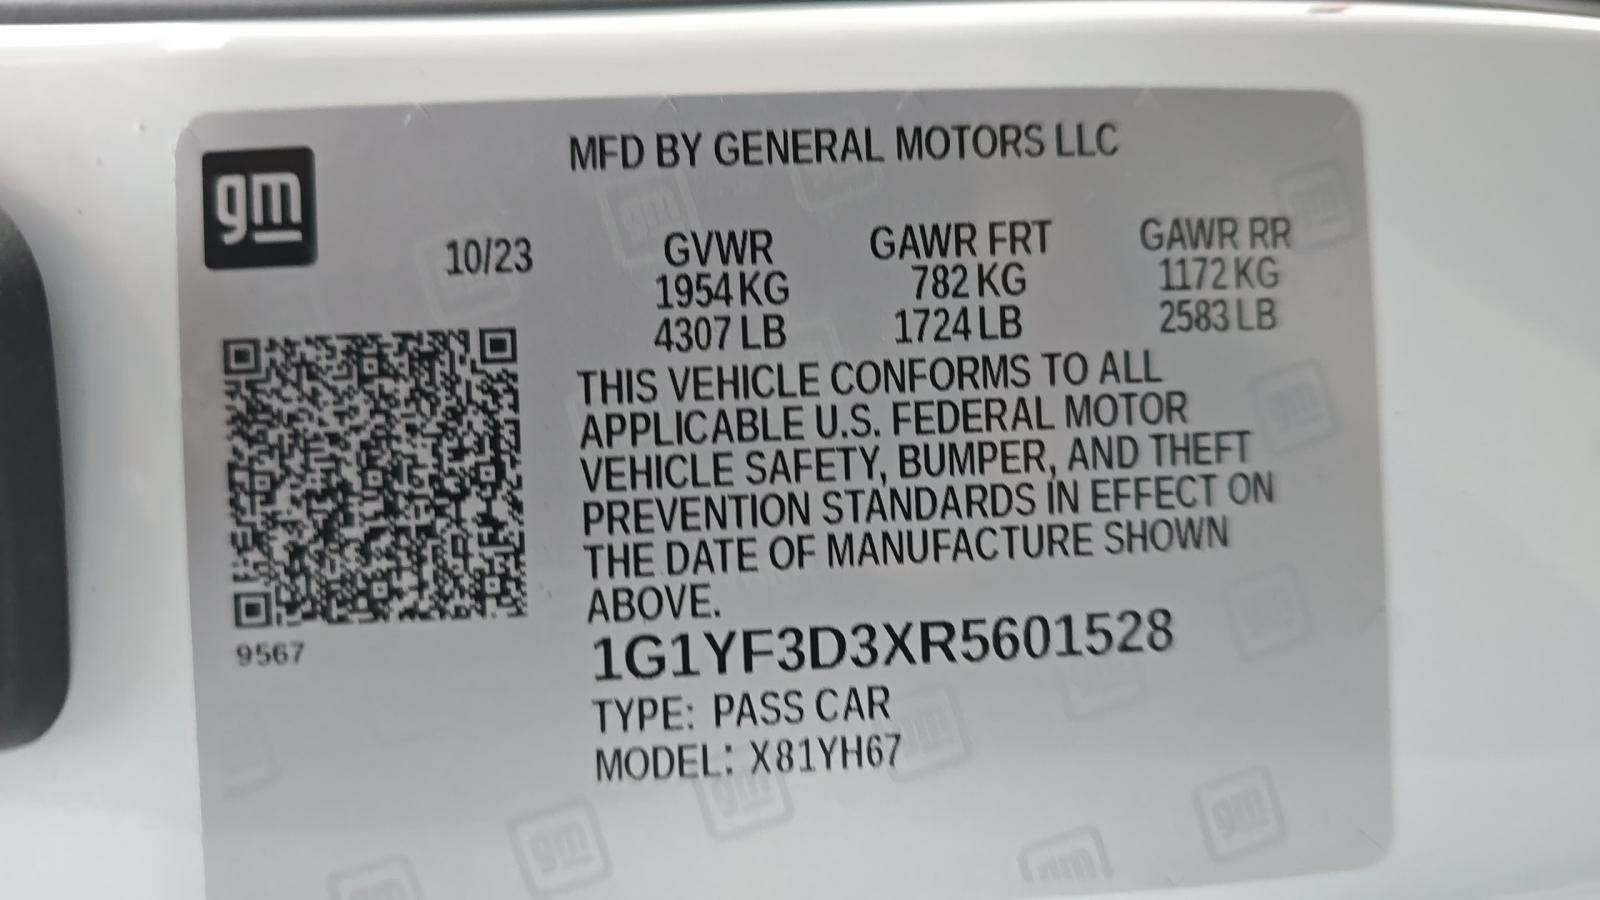 gm
MFD BY GENERAL MOTORS LLC
10/23 GVWR GAWR FRT GAWR RR
1954 KG 782 KG 1172 KG
4307 LB 1724 LB 2583 LB
THIS VEHICLE CONFORMS TO ALL
APPLICABLE U.S. FEDERAL MOTOR
VEHICLE SAFETY, BUMPER, AND THEFT
PREVENTION STANDARDS IN EFFECT ON
THE DATE OF MANUFACTURE SHOWN
ABOVE.
1G1YF3D3XR5601528
9567
TYPE: PASS CAR
MODEL: X81YH67